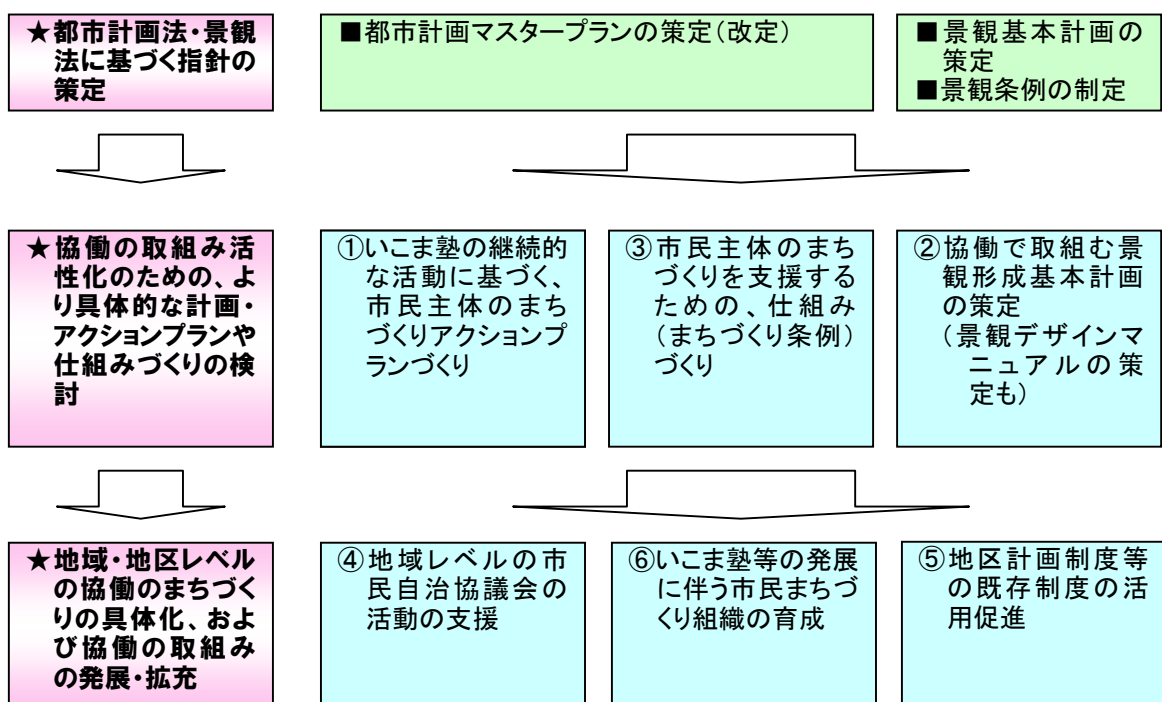 ★都市計画法・景観
法に基づく指針の
策定
■都市計画マスタープランの策定(改定)
■景観基本計画の
策定
■景観条例の制定
★協働の取組み活
性化のための、よ
り具体的な計画・
アクションプランや
仕組みづくりの検
討
①いこま塾の継続的
な活動に基づく、
市民主体のまち
づくりアクションプ
ランづくり
③市民主体のまち
づくりを支援する
ための、仕組み
(まちづくり条例)
づくり
②協働で取組む景
観形成基本計画
の策定
(景観デザインマ
ニュアルの策
定も)
★地域・地区レベル
の協働のまちづく
りの具体化、およ
び協働の取組み
の発展・拡充
④地域レベルの市
民自治協議会の
活動の支援
⑥いこま塾等の発展
に伴う市民まちづ
くり組織の育成
⑤地区計画制度等
の既存制度の活
用促進